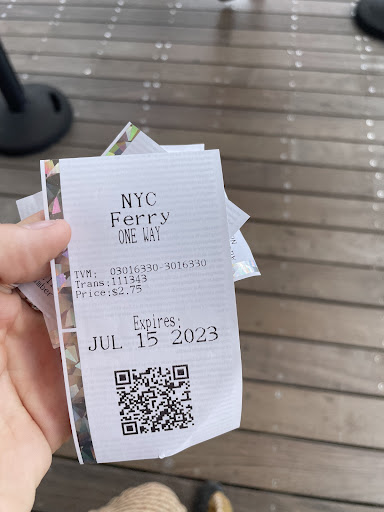 NYC
Ferry
ONE WAY
TVM: 03016330-3016330
Trans:111343
Price:$2.75
Expires:
JUL 15 2023